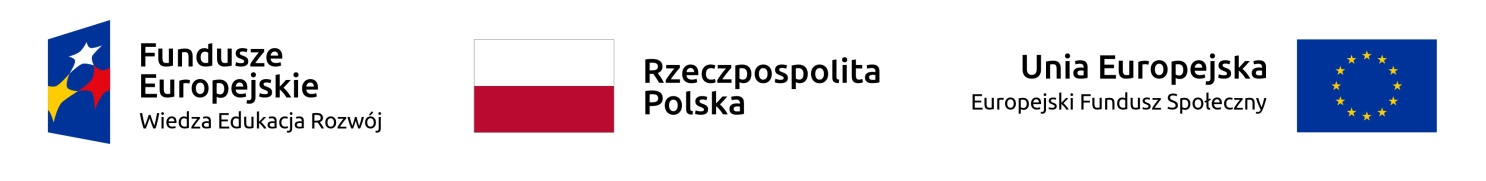 Fundusze
Europejskie
Wiedza Edukacja Rozwój
Rzeczpospolita
Polska
Unia Europejska
Europejski Fundusz Społeczny